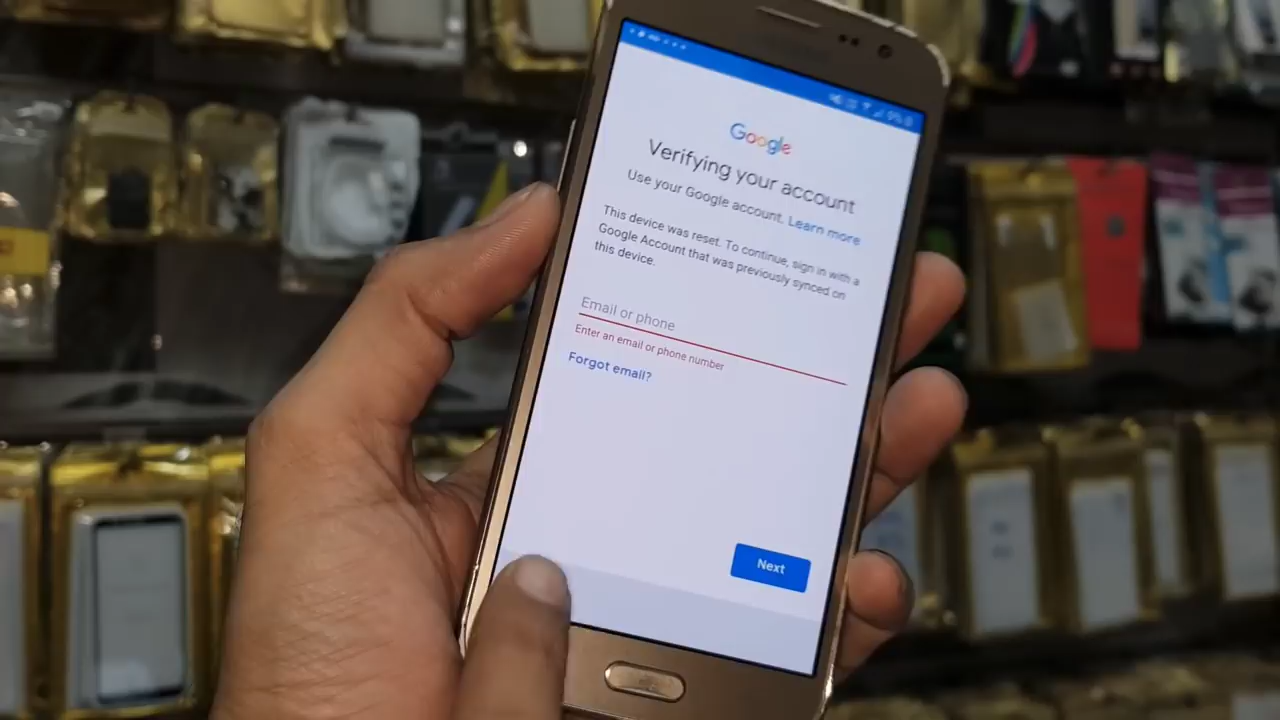 Google
Verifying your account
Use your Google account. Learn more
This device was reset. To continue, sign in with a
Google Account that was previously synced on
this device.
Email or phone
Enter an email or phone number
Forgot email?
Next